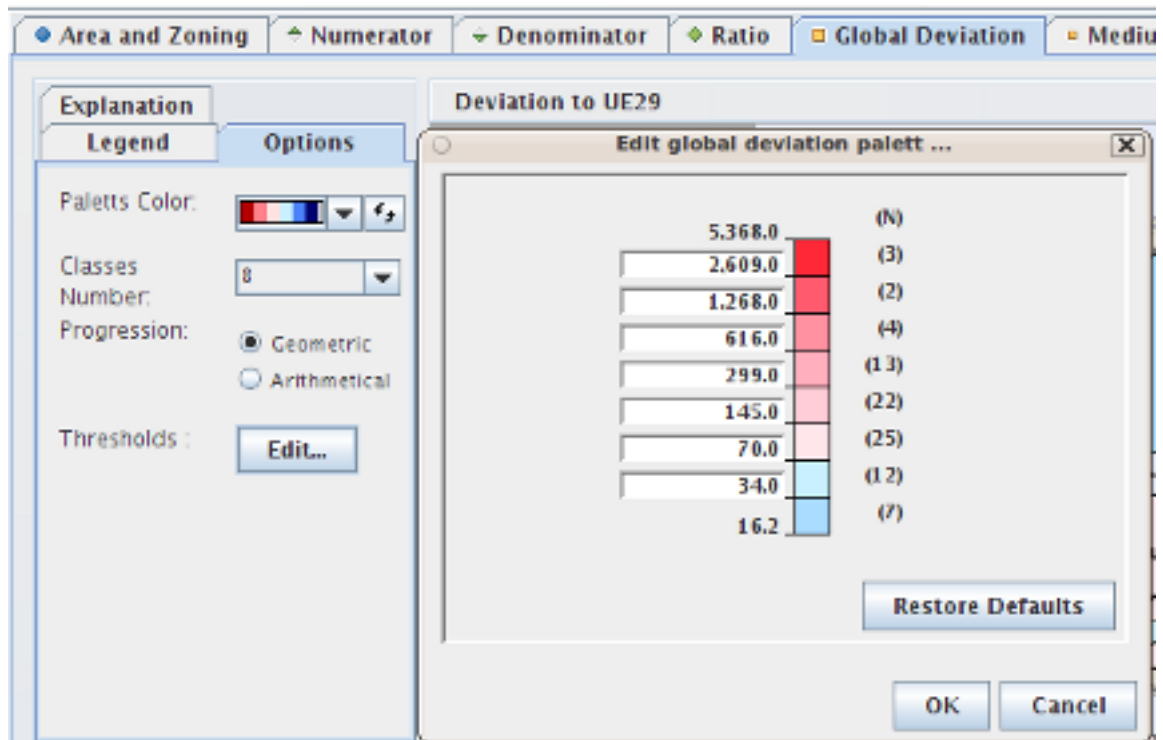 Area and Zoning Numerator Denominator Ratio Global Deviation Mediu
Explanation
Legend Options
Paletts Color:
Classes
Number:
8
Progression:
Geometric
Arithmetical
Thresholds :
Edit...
Deviation to UE29
Edit global deviation palett ...
(N)
5.368.0
(3)
2.609.0
(2)
1.268.0
(4)
616.0
(13)
299.0
(22)
145.0
(25)
70.0
(12)
34.0
(7)
16.2
Restore Defaults
OK Cancel